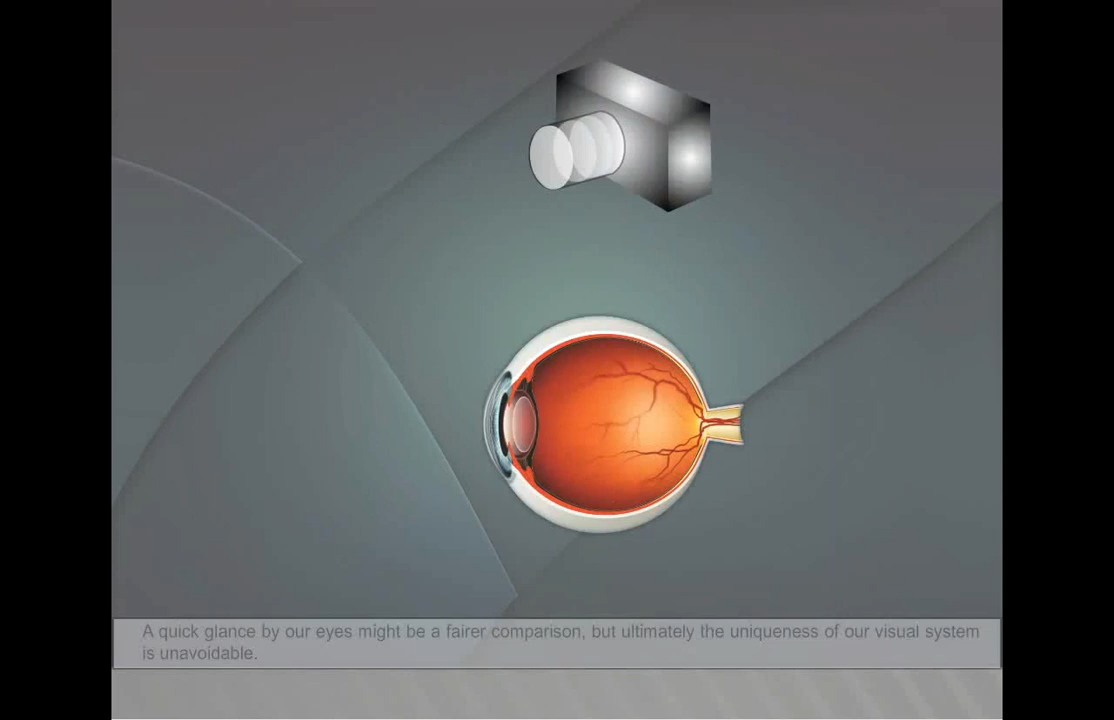 A quick glance by our eyes might be a fairer comparison, but ultimately the uniqueness of our visual system
is unavoidable.